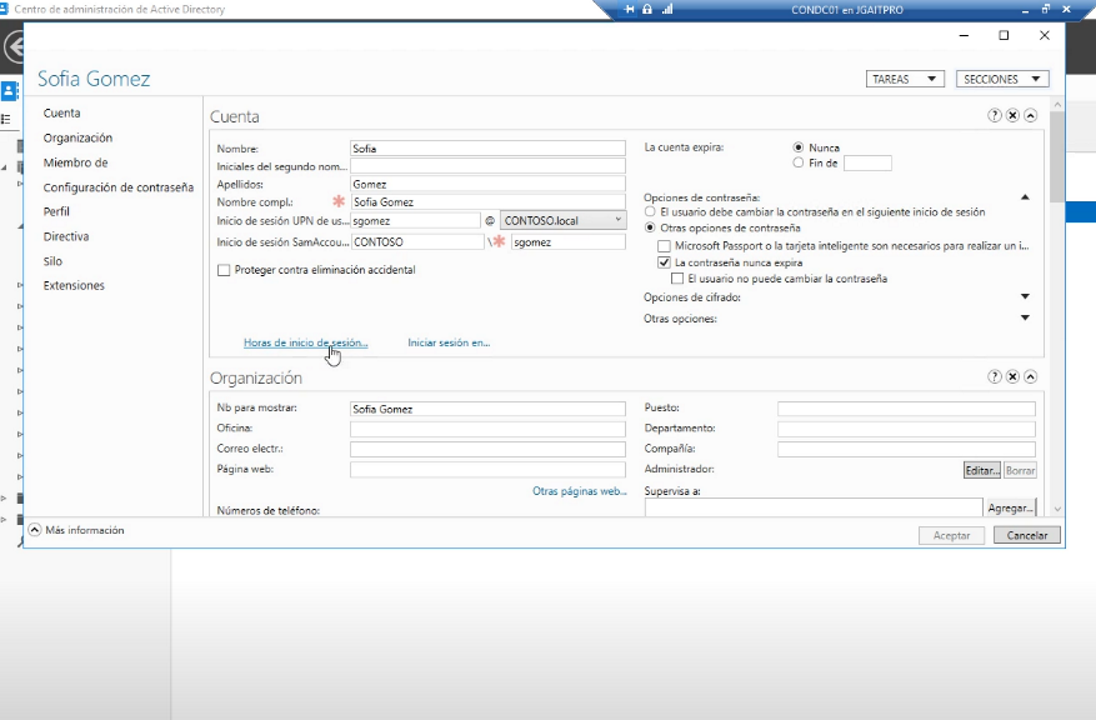 Centro de administración de Active Directory
CONDC01 en JGAITPRO
Sofia Gomez
TAREAS
SECCIONES
Cuenta
Organización
Miembro de
Configuración de contraseña
Perfil
Directiva
Silo
Extensiones
Cuenta
Nombre:
Sofia
Iniciales del segundo nom...
Apellidos:
Gomez
Nombre compl.:
Sofia Gomez
Inicio de sesión UPN de us...
sgomez
@
CONTOSO.local
Inicio de sesión SamAccou...
CONTOSO
\
sgomez
Proteger contra eliminación accidental
La cuenta expira:
Nunca
Fin de
Opciones de contraseña:
El usuario debe cambiar la contraseña en el siguiente inicio de sesión
Otras opciones de contraseña
Microsoft Passport o la tarjeta inteligente son necesarios para realizar un i...
La contraseña nunca expira
El usuario no puede cambiar la contraseña
Opciones de cifrado:
Otras opciones:
Horas de inicio de sesión...
Iniciar sesión en...
Organización
Nb para mostrar:
Sofia Gomez
Oficina:
Correo electr.:
Página web:
Otras páginas web...
Números de teléfono:
Puesto:
Departamento:
Compañía:
Administrador:
Editar...
Borrar
Supervisa a:
Agregar...
Más información
Aceptar
Cancelar